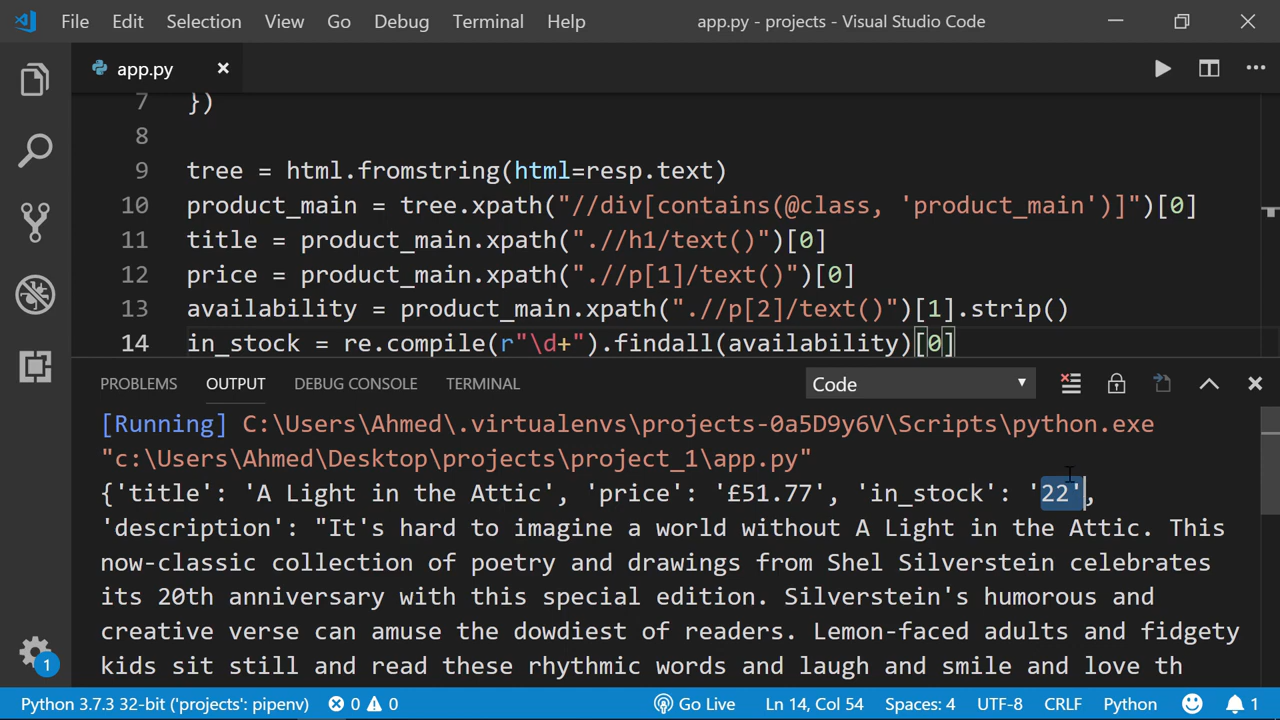 File Edit Selection View Go Debug Terminal Help app.py - projects - Visual Studio Code
app.py
7 })
8
9 tree = html.fromstring(html=resp.text)
10 product_main = tree.xpath("//div[contains(@class, 'product_main')]")[0]
11 title = product_main.xpath(".//h1/text()")[0]
12 price = product_main.xpath(".//p[1]/text()")[0]
13 availability = product_main.xpath(".//p[2]/text()")[1].strip()
14 in_stock = re.compile(r"\d+").findall(availability)[0]
PROBLEMS OUTPUT DEBUG CONSOLE TERMINAL Code
[Running] C:\Users\Ahmed\.virtualenvs\projects-0a5D9y6V\Scripts\python.exe
"c:\Users\Ahmed\Desktop\projects\project_1\app.py"
{'title': 'A Light in the Attic', 'price': '£51.77', 'in_stock': '22',
'description': "It's hard to imagine a world without A Light in the Attic. This
now-classic collection of poetry and drawings from Shel Silverstein celebrates
its 20th anniversary with this special edition. Silverstein's humorous and
creative verse can amuse the dowdiest of readers. Lemon-faced adults and fidgety
kids sit still and read these rhythmic words and laugh and smile and love th
1
Python 3.7.3 32-bit ('projects': pipenv) 0 0 Go Live Ln 14, Col 54 Spaces: 4 UTF-8 CRLF Python 1